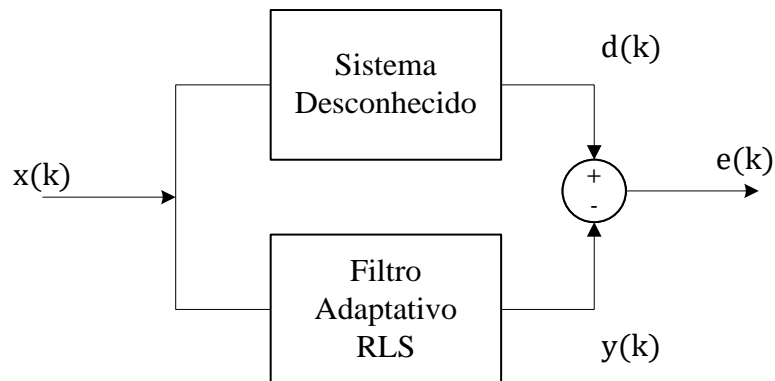 Sistema
Desconhecido
d(k)
x(k)
+
-
e(k)
Filtro
Adaptativo
RLS
y(k)